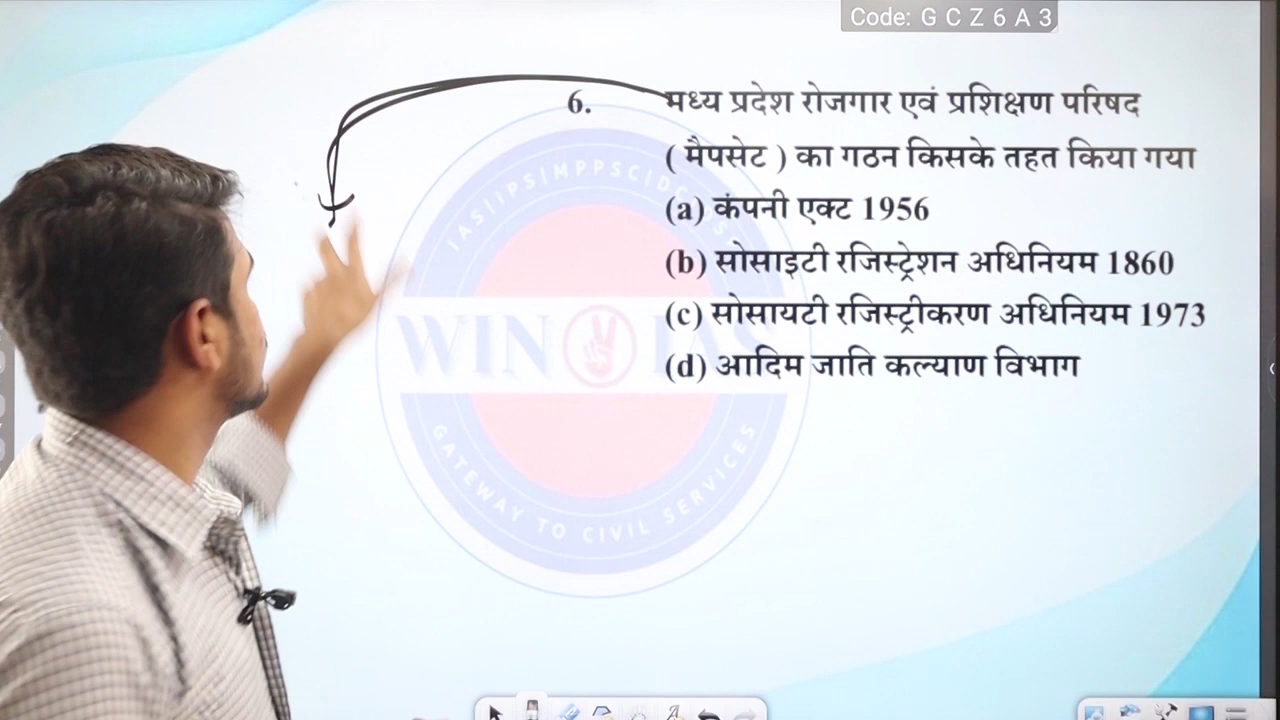 Code: G C Z 6 A 3
6. मध्य प्रदेश रोजगार एवं प्रशिक्षण परिषद
( मैपसेट ) का गठन किसके तहत किया गया
(a) कंपनी एक्ट 1956
(b) सोसाइटी रजिस्ट्रेशन अधिनियम 1860
(c) सोसायटी रजिस्ट्रीकरण अधिनियम 1973
(d) आदिम जाति कल्याण विभाग
WIN IAS
GATEWAY TO CIVIL SERVICES